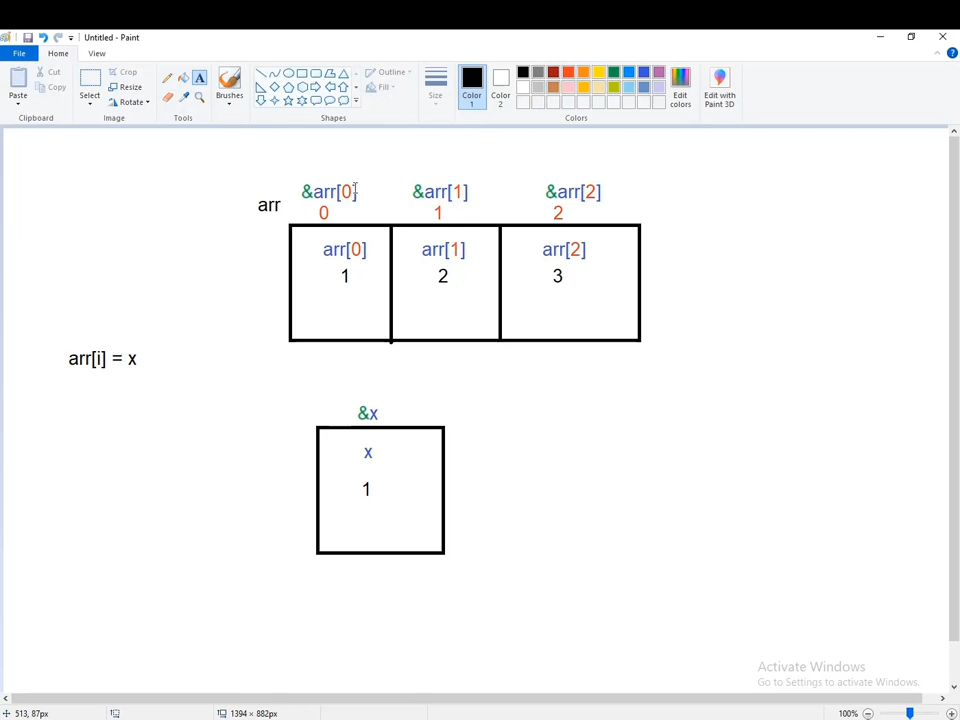 Untitled - Paint
File Home View
Paste
Cut
Copy
Clipboard
Select
Crop
Resize
Rotate
Image
Tools
Brushes
Outline
Fill
Shapes
Size
Color 1
Color 2
Colors
Edit colors
Edit with Paint 3D
&arr[0] &arr[1] &arr[2]
arr
0 1 2
arr[0] arr[1] arr[2]
1 2 3
arr[i] = x
&x
x
1
Activate Windows
Go to Settings to activate Windows.
513, 87px 1394 × 882px 100%